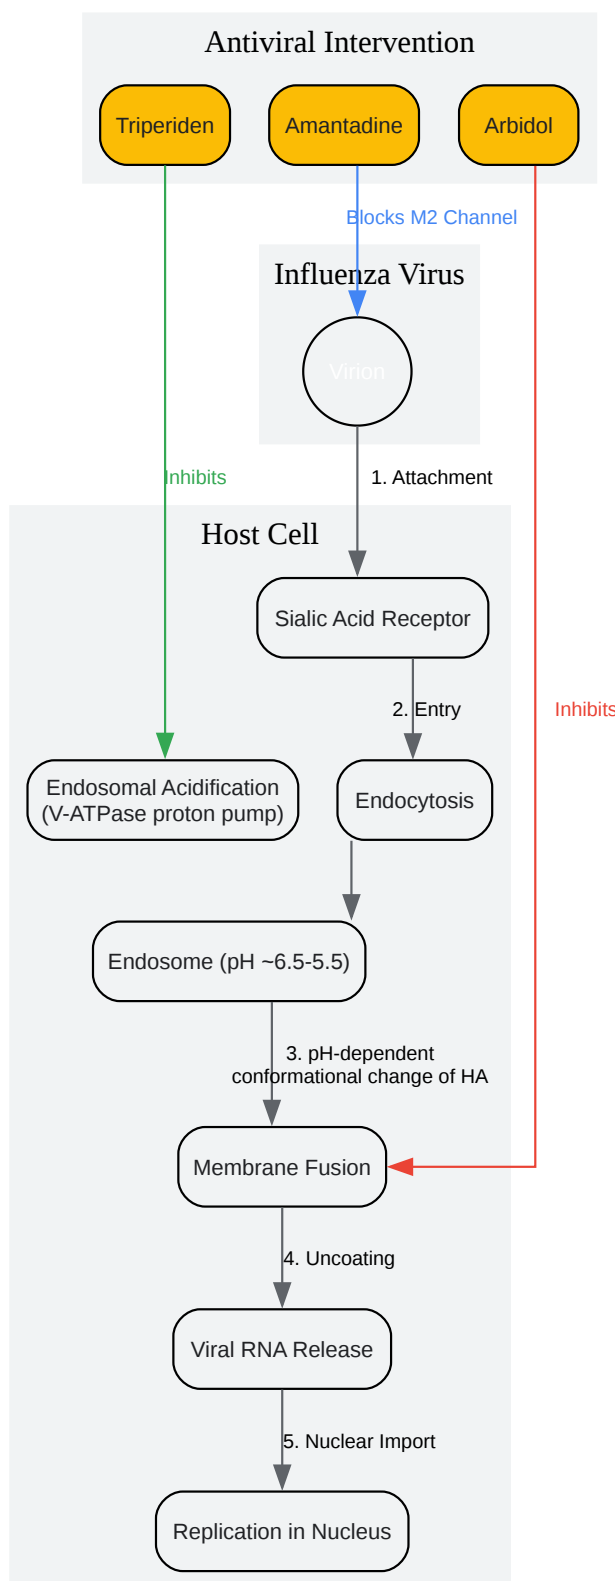 Antiviral Intervention
Triperiden
Amantadine
Arbidol
Blocks M2 Channel
Influenza Virus
Virion
Inhibits
1. Attachment
Host Cell
Sialic Acid Receptor
2. Entry
Inhibits
Endosomal Acidification
(V-ATPase proton pump)
Endocytosis
Endosome (pH ~6.5-5.5)
3. pH-dependent
conformational change of HA
Membrane Fusion
4. Uncoating
Viral RNA Release
5. Nuclear Import
Replication in Nucleus